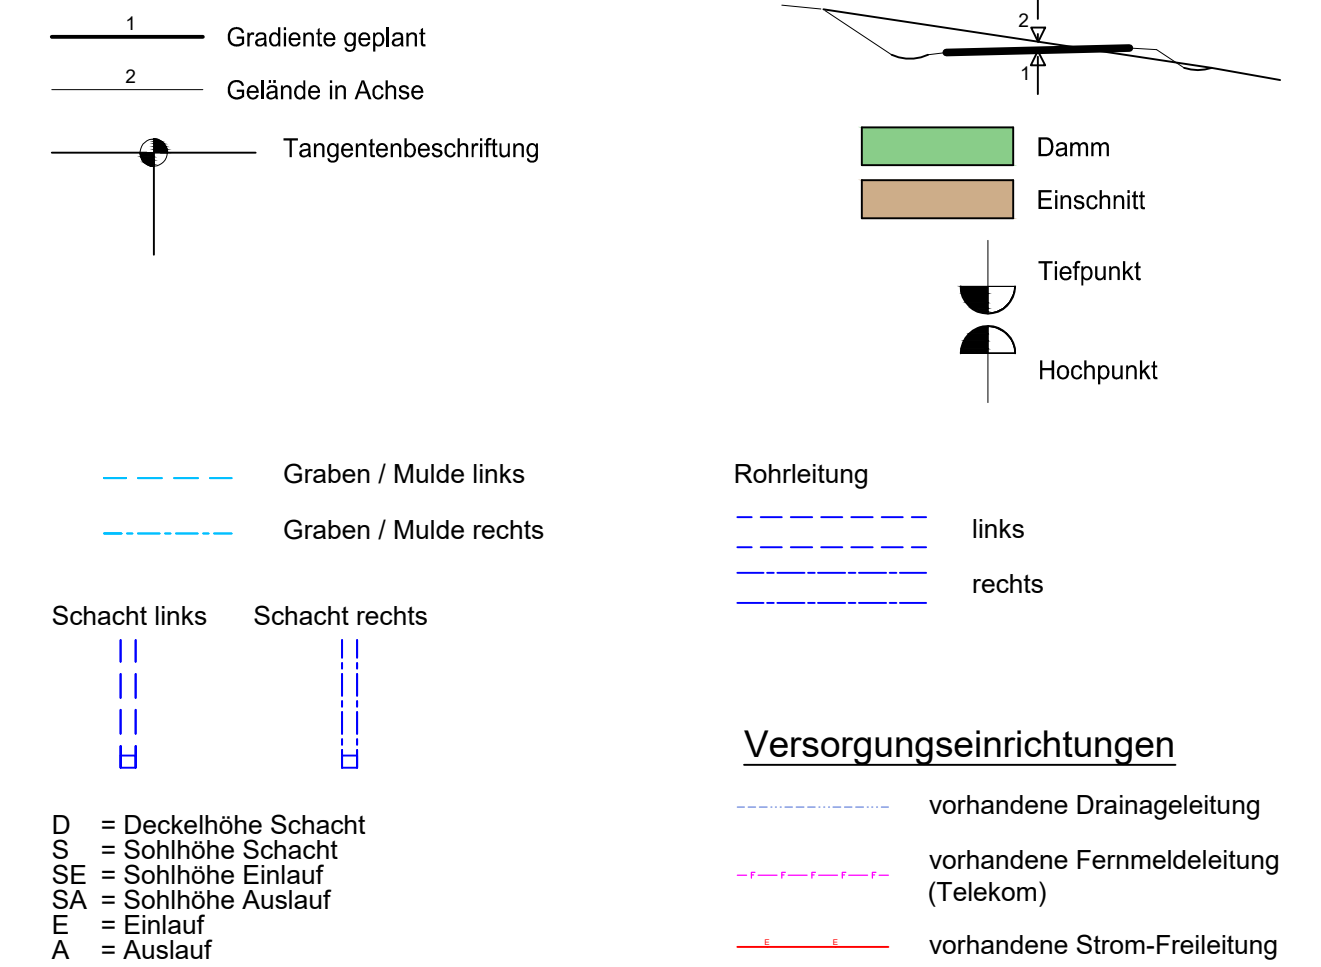 1
Gradiente geplant
2
Gelände in Achse
Tangentenbeschriftung
2
1
Damm
Einschnitt
Tiefpunkt
Hochpunkt
Graben / Mulde links
Graben / Mulde rechts
Rohrleitung
links
rechts
Schacht links
Schacht rechts
D = Deckelhöhe Schacht
S = Sohlhöhe Schacht
SE = Sohlhöhe Einlauf
SA = Sohlhöhe Auslauf
E = Einlauf
A = Auslauf
Versorgungseinrichtungen
vorhandene Drainageleitung
F F F F F
vorhandene Fernmeldeleitung
(Telekom)
E E
vorhandene Strom-Freileitung